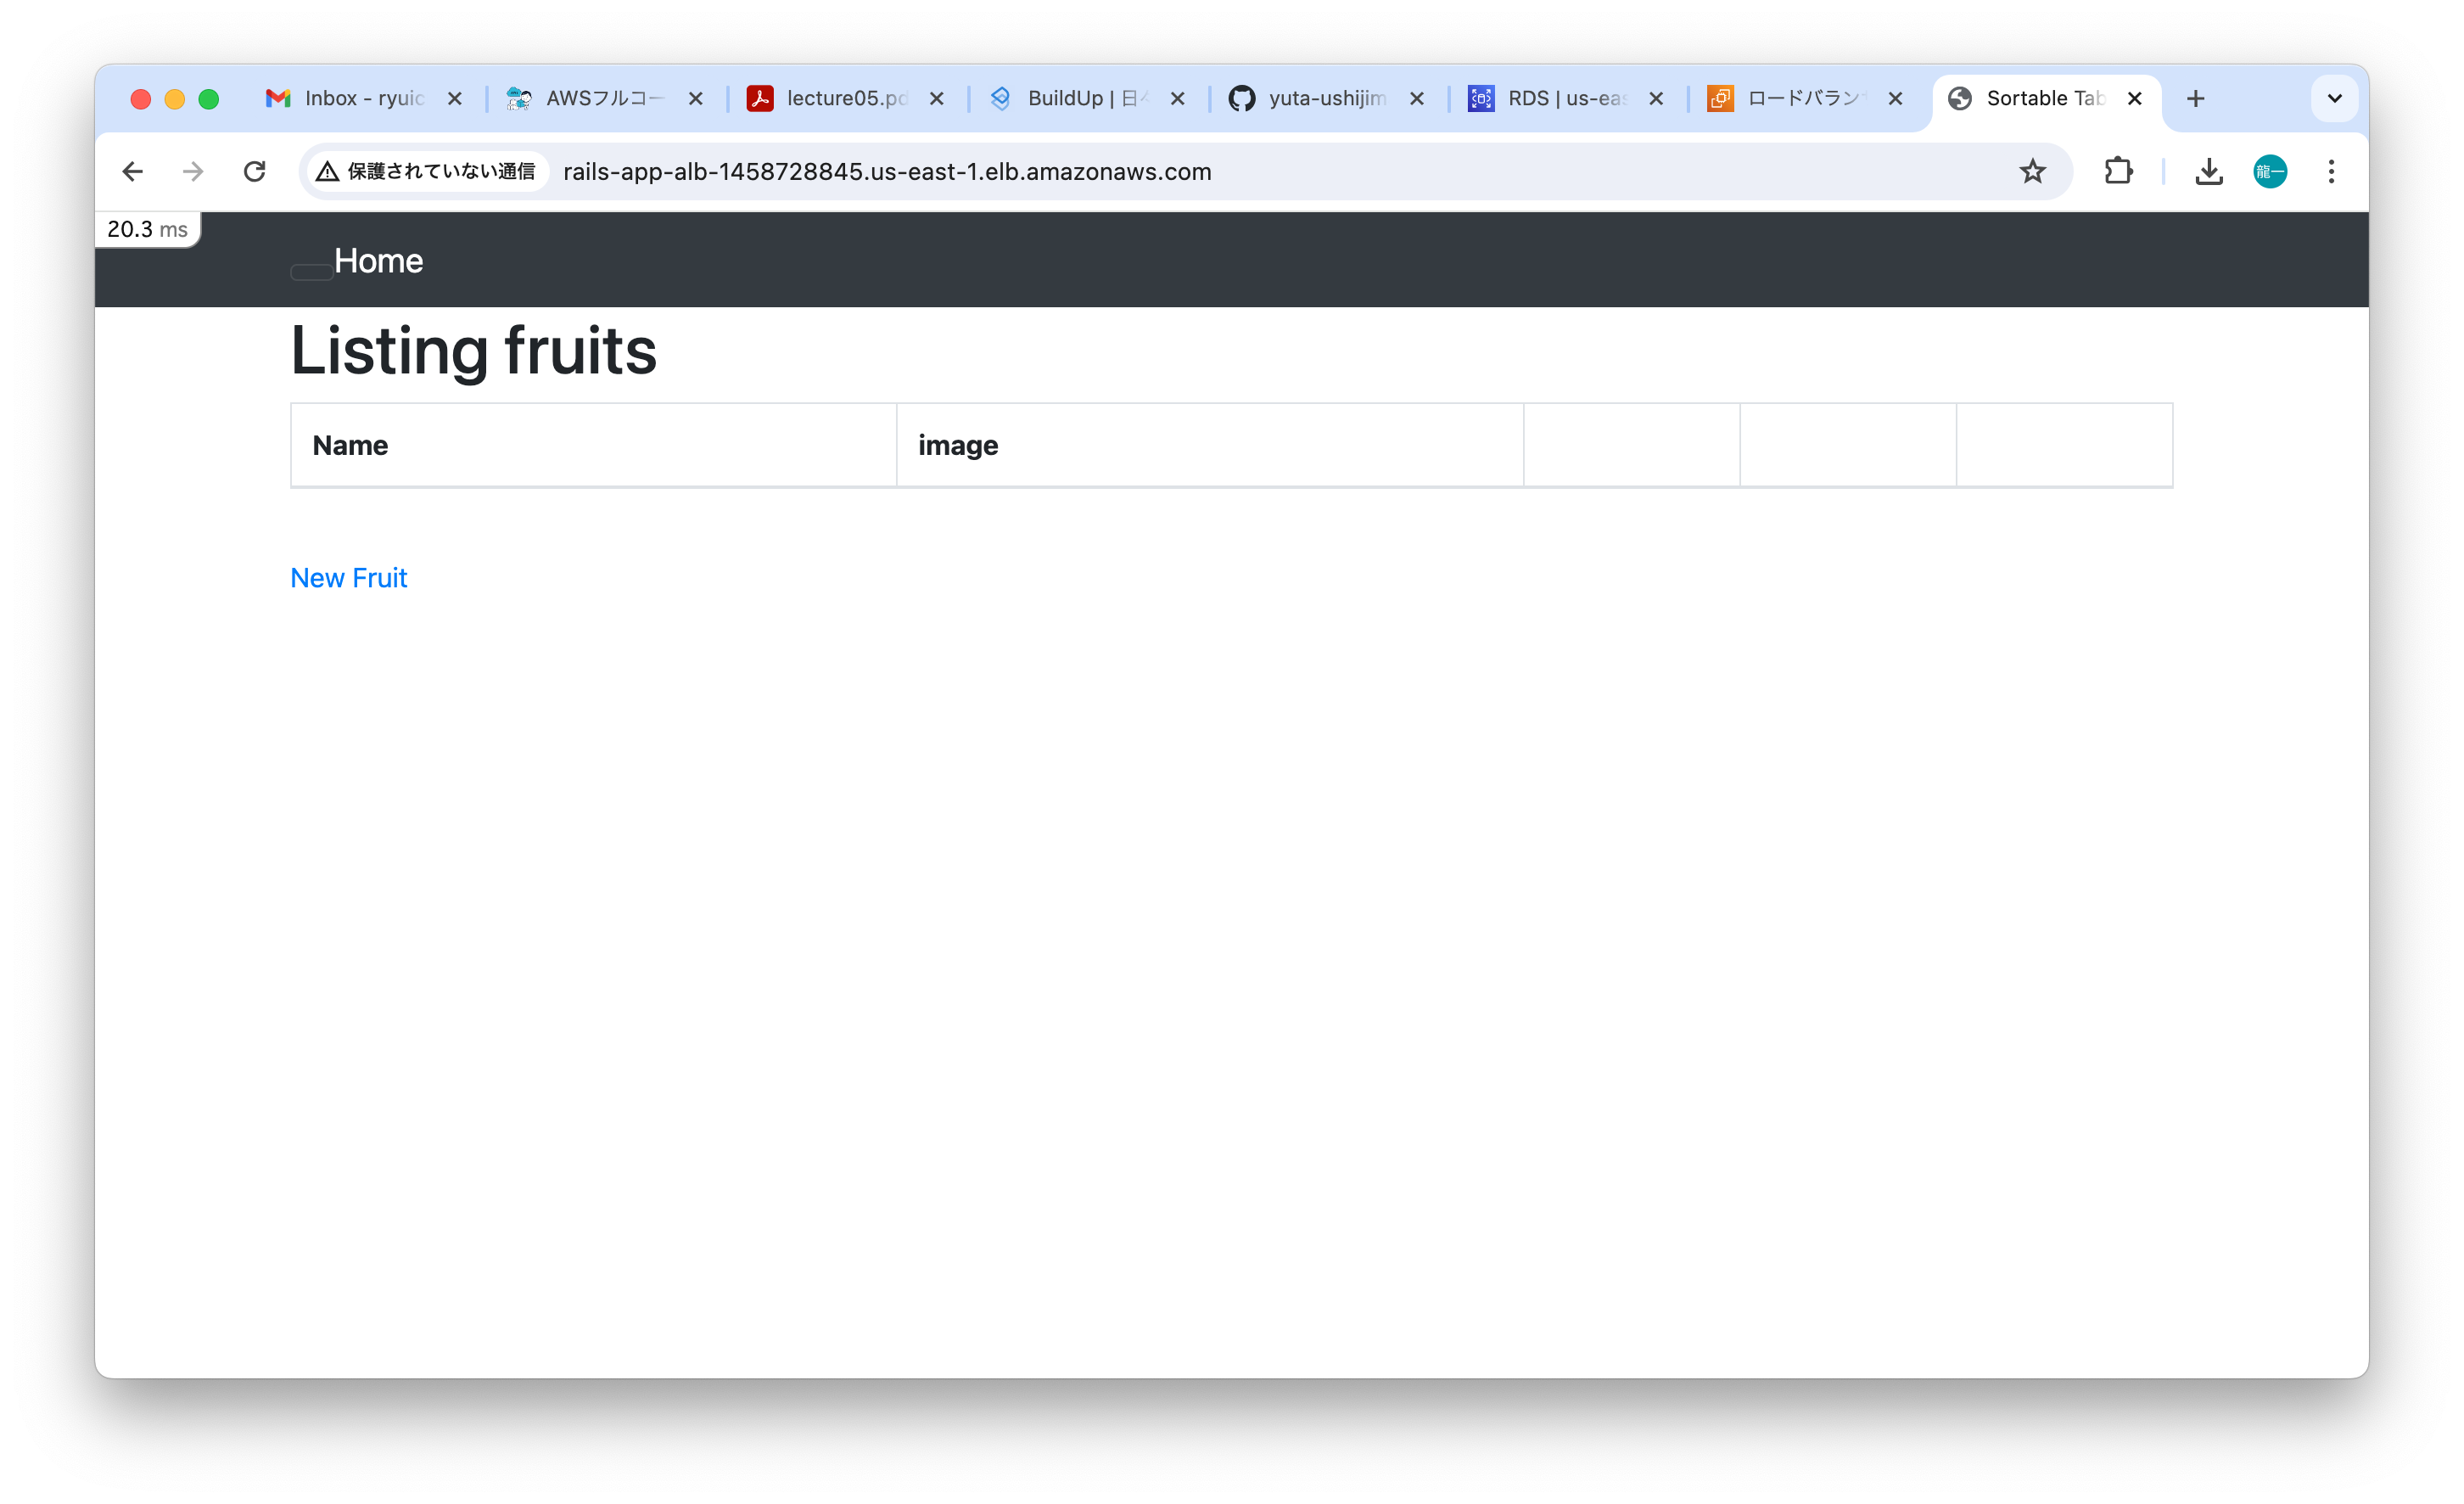 Inbox - ryuic
AWSフルコー
lecture05.pd
BuildUp | 日々
yuta-ushijim
RDS | us-eas
ロードバラン
Sortable Tab
保護されていない通信
rails-app-alb-1458728845.us-east-1.elb.amazonaws.com
龍一
20.3 ms
Home
Listing fruits
Name
image
New Fruit